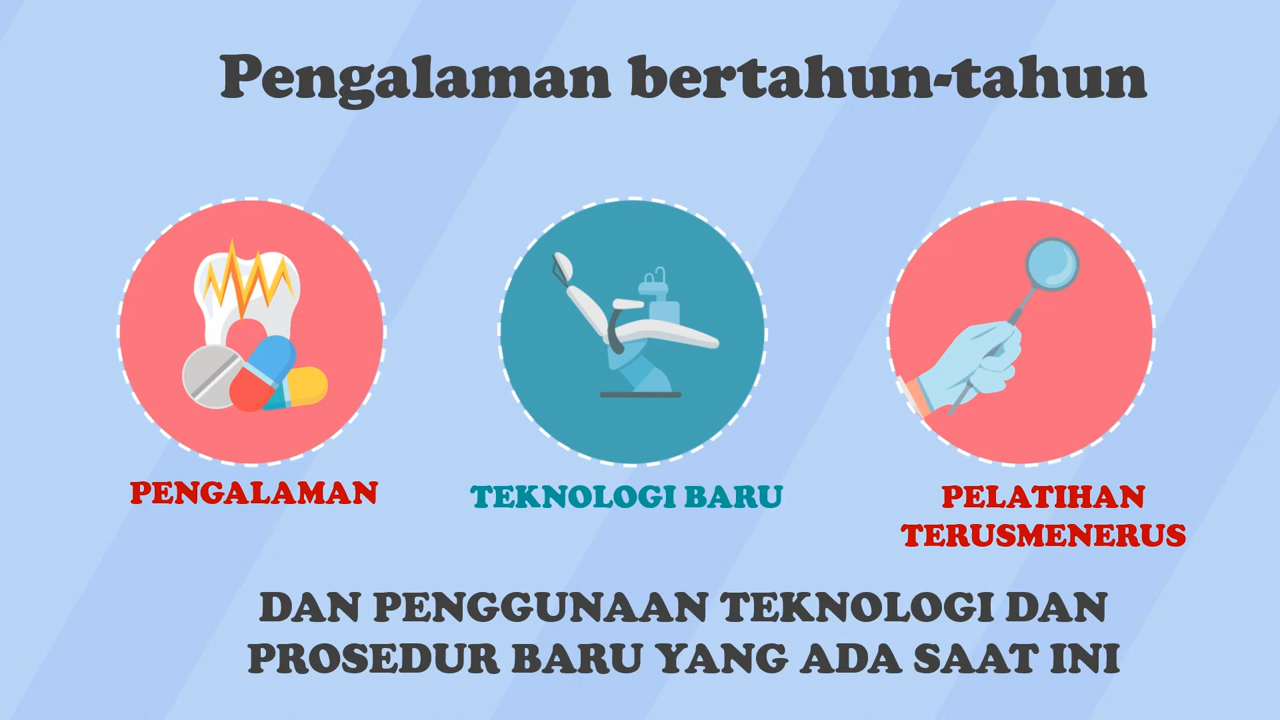 Pengalaman bertahun-tahun
PENGALAMAN
TEKNOLOGI BARU
PELATIHAN
TERUSMENERUS
DAN PENGGUNAAN TEKNOLOGI DAN
PROSEDUR BARU YANG ADA SAAT INI